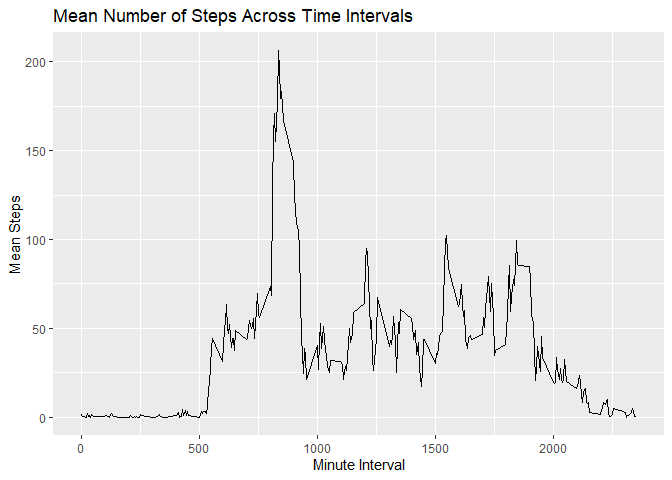 Mean Number of Steps Across Time Intervals
200
150
100
50
0
Mean Steps
0 500 1000 1500 2000
Minute Interval